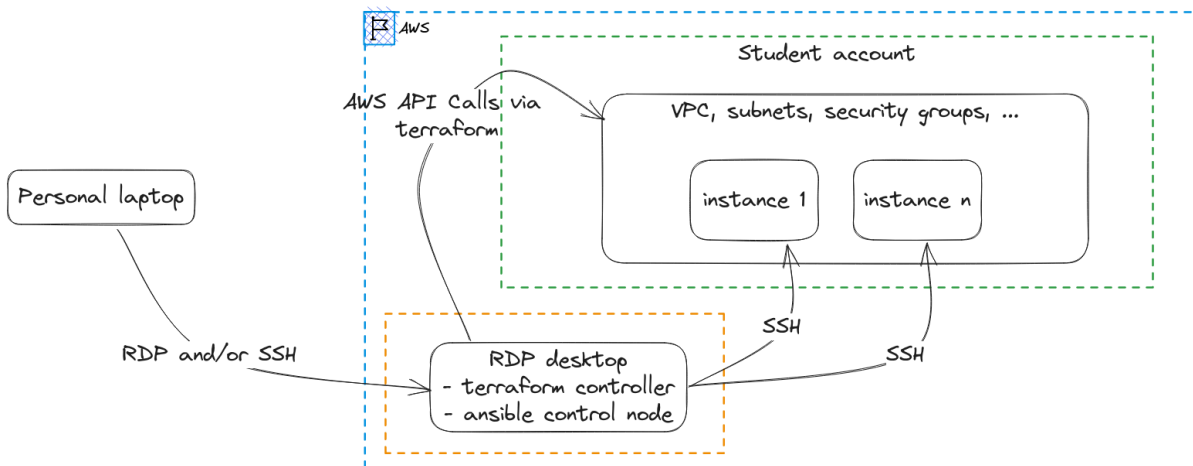 AWS
Student account
AWS API Calls via
terraform
VPC, subnets, security groups, ...
Personal laptop
instance 1
instance n
RDP and/or SSH
SSH
SSH
RDP desktop
- terraform controller
- ansible control node